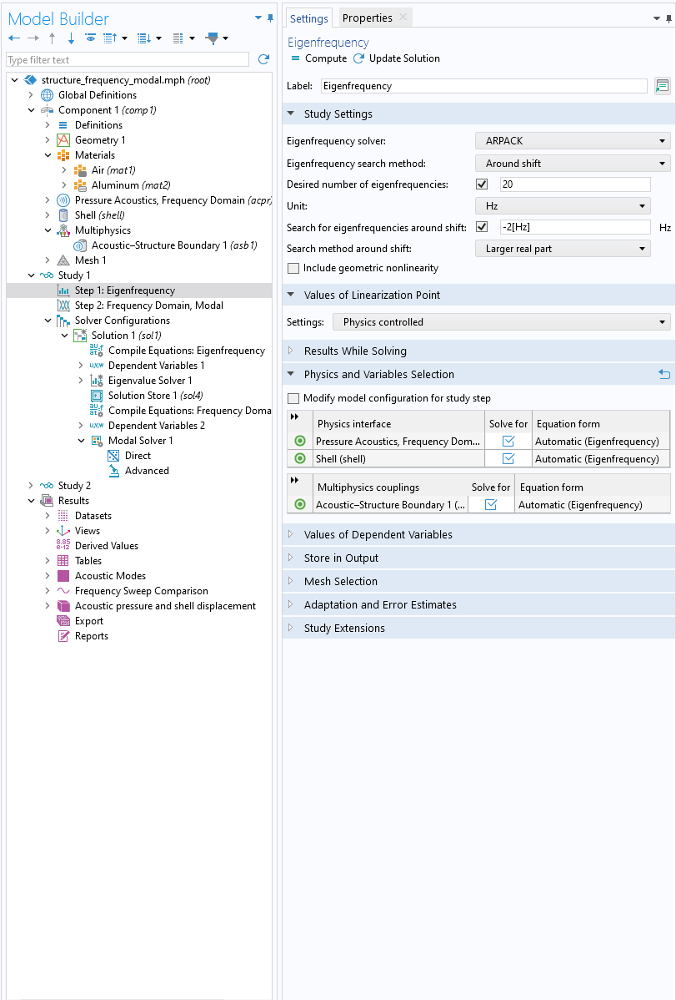 Model Builder
Type filter text
structure_frequency_modal.mph (root)
Global Definitions
Component 1 (comp1)
Definitions
Geometry 1
Materials
Air (mat1)
Aluminum (mat2)
Pressure Acoustics, Frequency Domain (acpr)
Shell (shell)
Multiphysics
Acoustic–Structure Boundary 1 (asb1)
Mesh 1
Study 1
Step 1: Eigenfrequency
Step 2: Frequency Domain, Modal
Solver Configurations
Solution 1 (sol1)
Compile Equations: Eigenfrequency
Dependent Variables 1
Eigenvalue Solver 1
Solution Store 1 (sol4)
Compile Equations: Frequency Doma
Dependent Variables 2
Modal Solver 1
Direct
Advanced
Study 2
Results
Datasets
Views
8.85
e-12
Derived Values
Tables
Acoustic Modes
Frequency Sweep Comparison
Acoustic pressure and shell displacement
Export
Reports
Settings
Properties
Eigenfrequency
= Compute
Update Solution
Label: Eigenfrequency
Study Settings
Eigenfrequency solver: ARPACK
Eigenfrequency search method: Around shift
Desired number of eigenfrequencies: 20
Unit: Hz
Search for eigenfrequencies around shift: -2[Hz] Hz
Search method around shift: Larger real part
Include geometric nonlinearity
Values of Linearization Point
Settings: Physics controlled
Results While Solving
Physics and Variables Selection
Modify model configuration for study step
Physics interface Solve for Equation form
Pressure Acoustics, Frequency Dom... Automatic (Eigenfrequency)
Shell (shell) Automatic (Eigenfrequency)
Multiphysics couplings Solve for Equation form
Acoustic–Structure Boundary 1 (... Automatic (Eigenfrequency)
Values of Dependent Variables
Store in Output
Mesh Selection
Adaptation and Error Estimates
Study Extensions